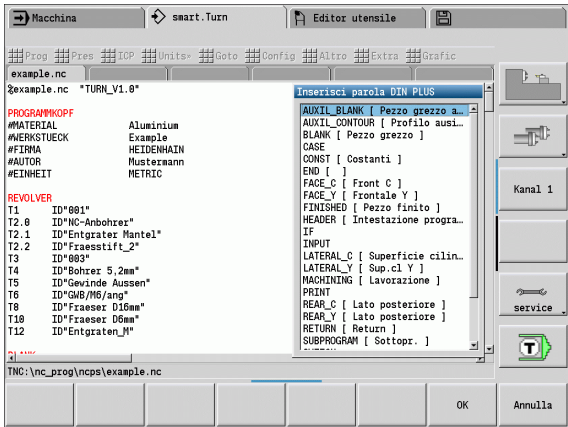 Macchina
smart.Turn
Editor utensile
Prog Pres ICP Units» Goto Config Altro Extra Grafic
example.nc
%example.nc "TURN_V1.0"
PROGRAMMKOPF
#MATERIAL Aluminium
#WERKSTUECK Example
#FIRMA HEIDENHAIN
#AUTOR Mustermann
#EINHEIT METRIC
REVOLVER
T1 ID"001"
T2.0 ID"NC-Anbohrer"
T2.1 ID"Entgrater Mantel"
T2.2 ID"Fraesstift_2"
T3 ID"003"
T4 ID"Bohrer 5,2mm"
T5 ID"Gewinde Aussen"
T6 ID"GWB/M6/ang"
T8 ID"Fraeser D16mm"
T10 ID"Fraeser D6mm"
T12 ID"Entgraten_M"
Inserisci parola DIN PLUS
AUXIL_BLANK [ Pezzo grezzo a…
AUXIL_CONTOUR [ Profilo ausi…
BLANK [ Pezzo grezzo ]
CASE
CONST [ Costanti ]
END [ ]
FACE_C [ Front C ]
FACE_Y [ Frontale Y ]
FINISHED [ Pezzo finito ]
HEADER [ Intestazione progra…
IF
INPUT
LATERAL_C [ Superficie cilin…
LATERAL_Y [ Sup.cl Y ]
MACHINING [ Lavorazione ]
PRINT
REAR_C [ Lato posteriore ]
REAR_Y [ Lato posteriore ]
RETURN [ Return ]
SUBPROGRAM [ Sottopr. ]
Kanal 1
service
T
TNC:\nc_prog\ncps\example.nc
OK
Annulla